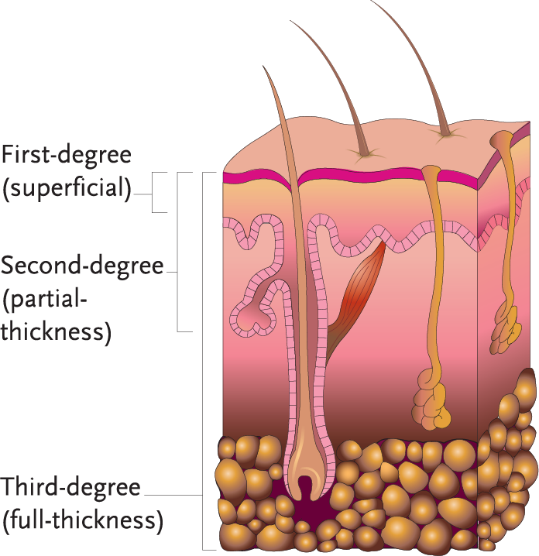 First-degree
(superficial)
Second-degree
(partial-
thickness)
Third-degree
(full-thickness)